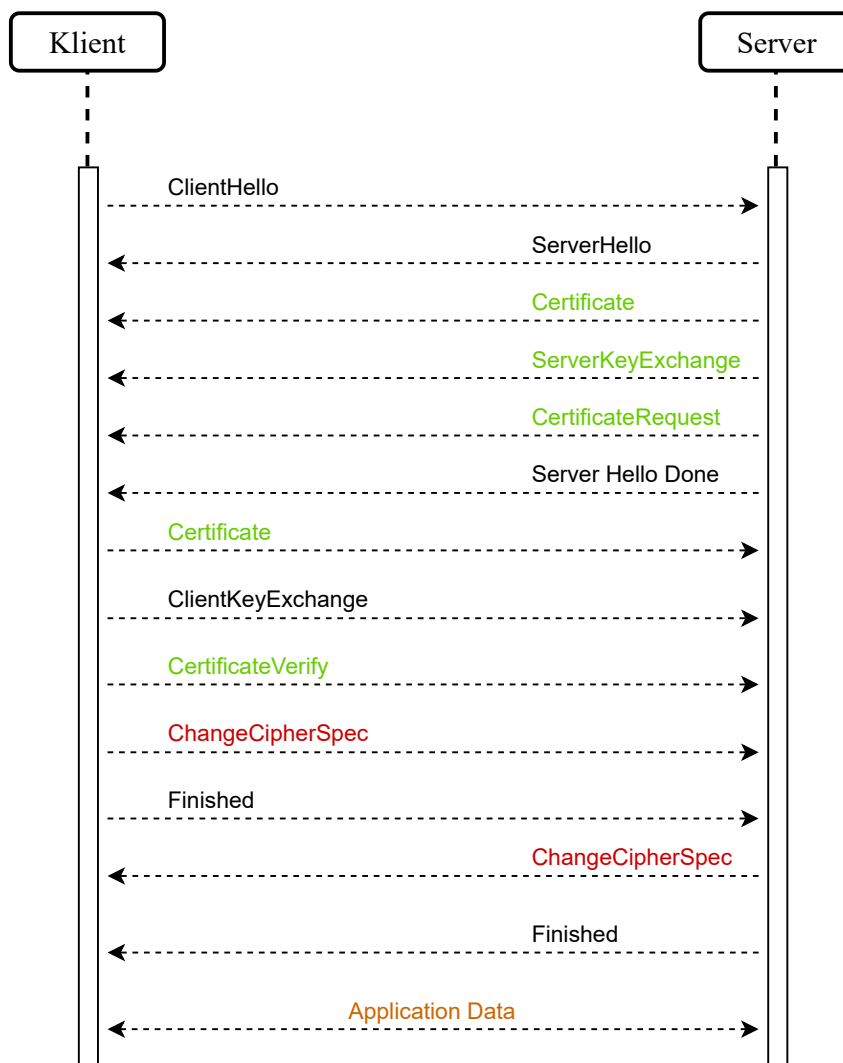 Klient
Server
ClientHello
ServerHello
Certificate
ServerKeyExchange
CertificateRequest
Server Hello Done
Certificate
ClientKeyExchange
CertificateVerify
ChangeCipherSpec
Finished
ChangeCipherSpec
Finished
Application Data